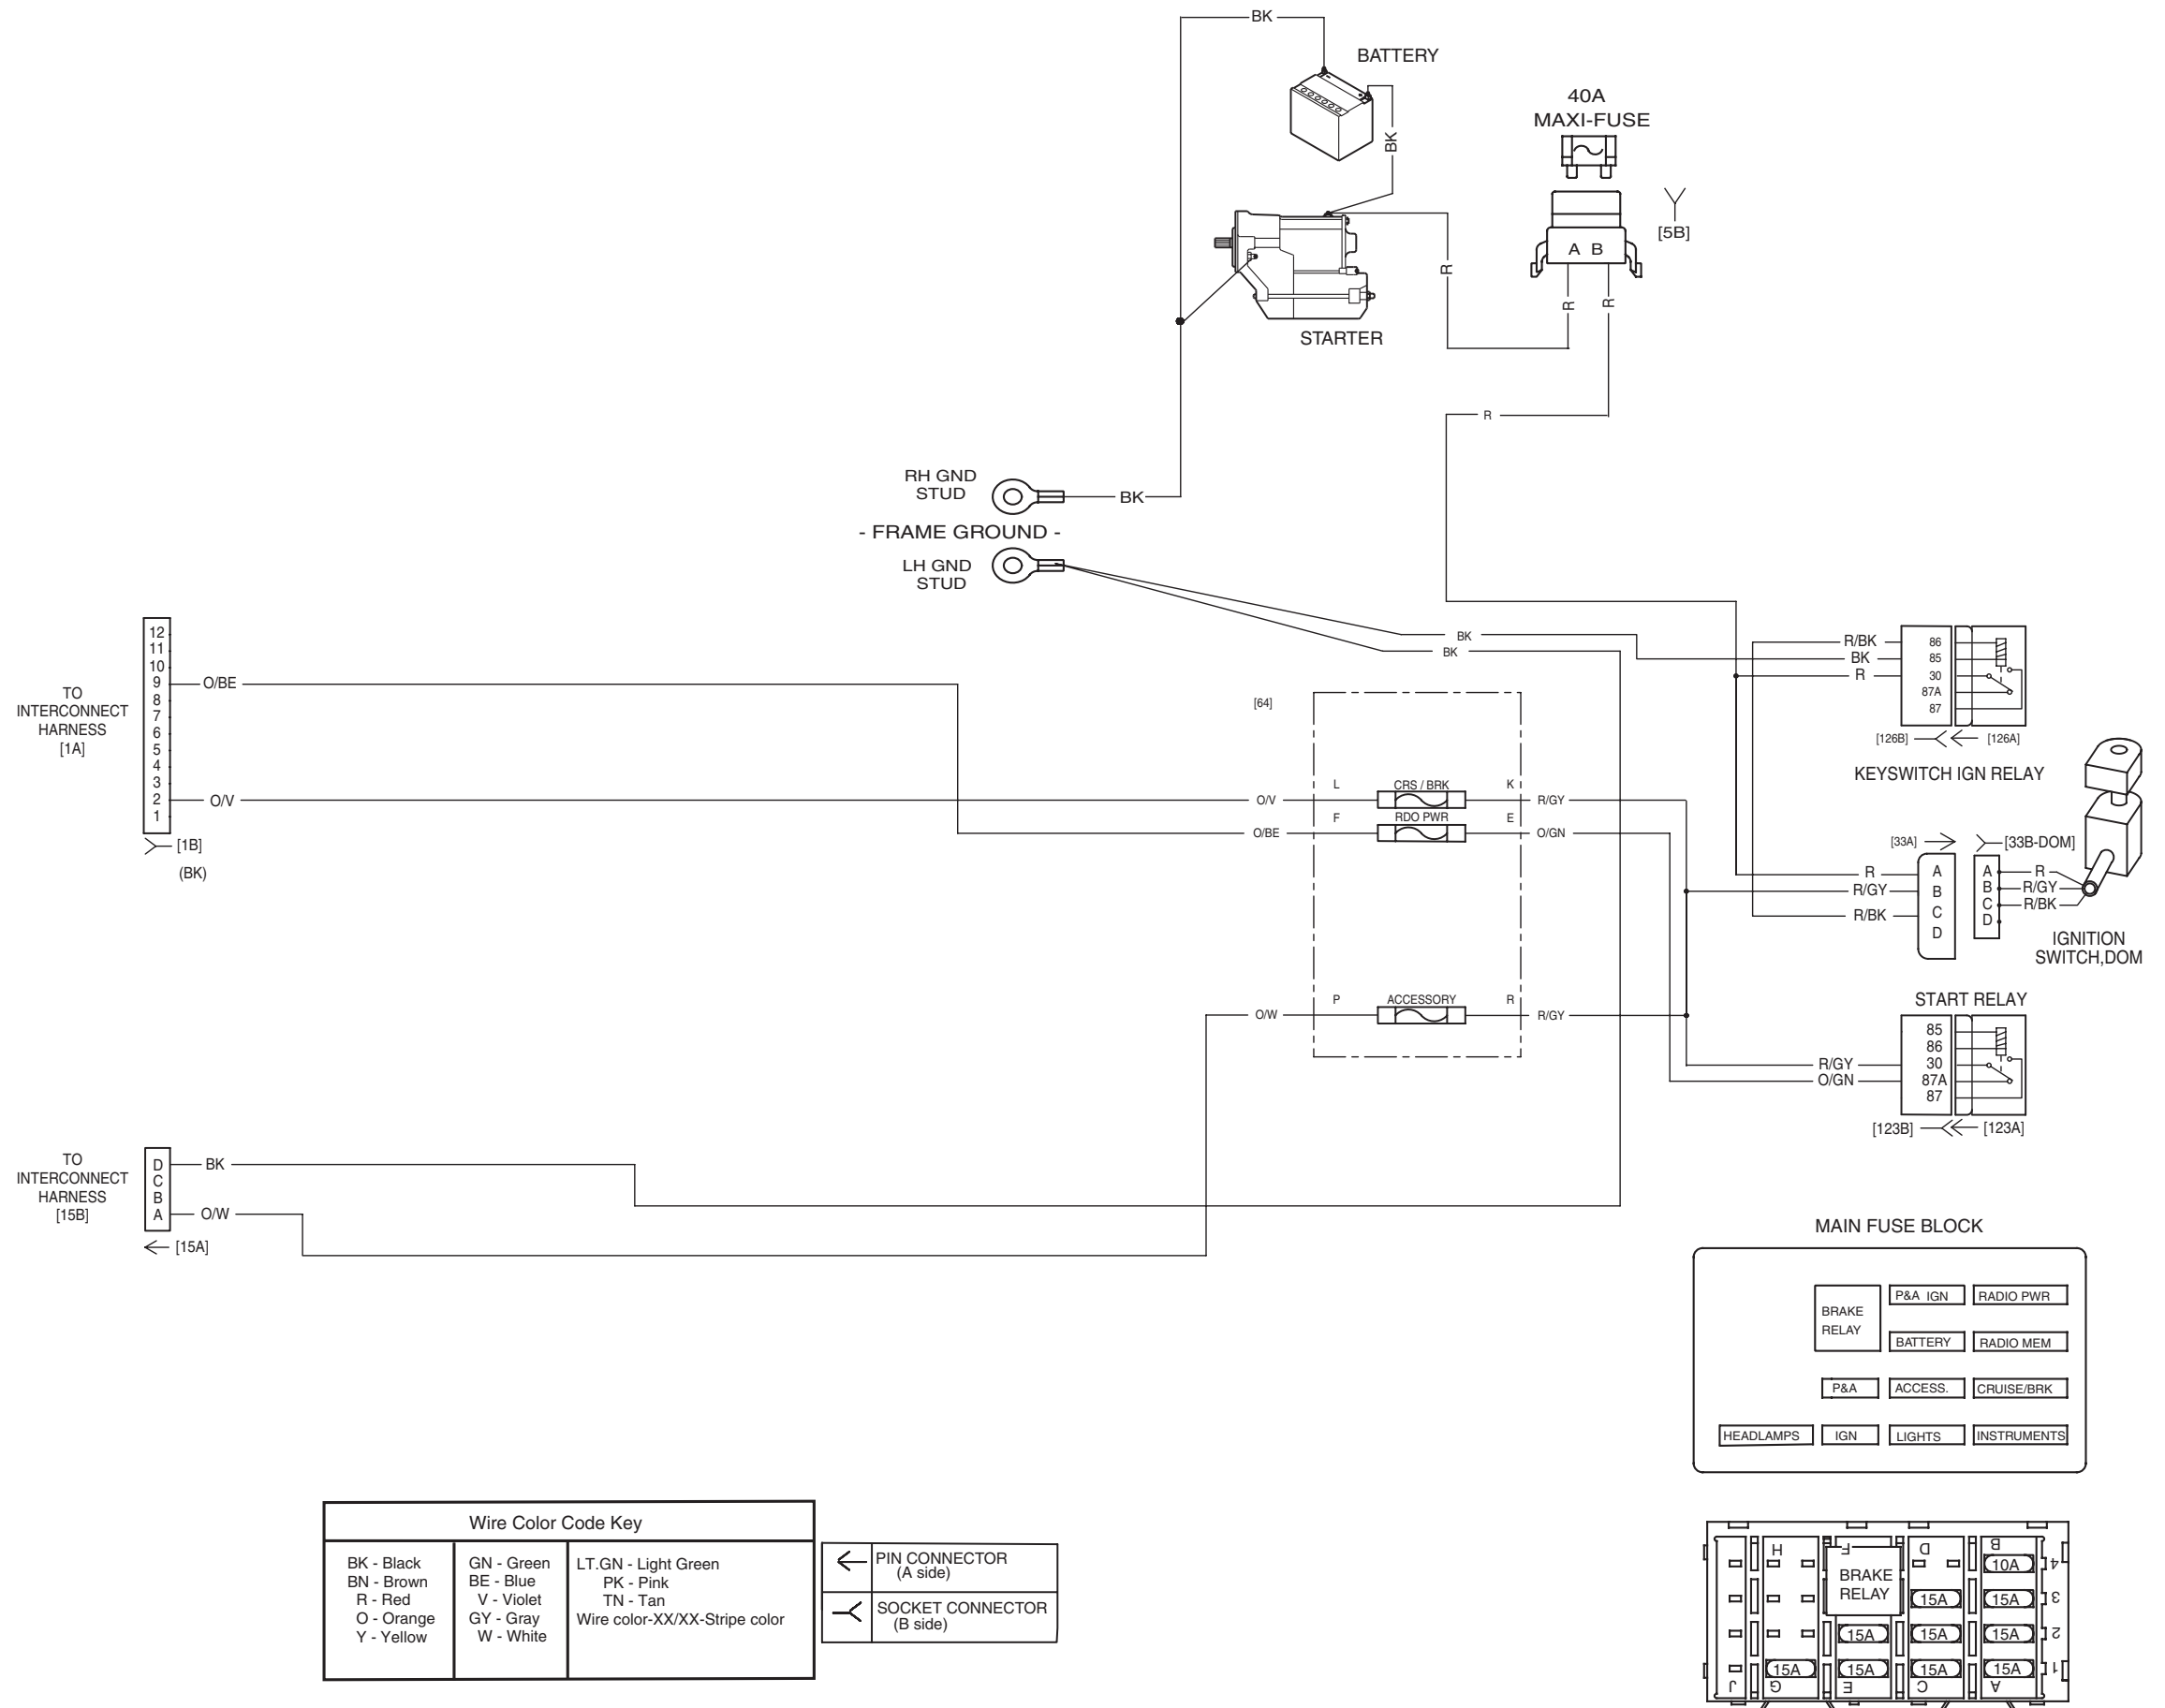 BK
BATTERY
BK
40A
MAXI-FUSE
[5B]
A B
R
R
R
STARTER
R
RH GND
STUD
BK
- FRAME GROUND -
LH GND
STUD
BK
BK
TO
INTERCONNECT
HARNESS
[1A]
12
11
10
9
8
7
6
5
4
3
2
1
O/BE
O/V
[1B]
(BK)
[64]
L
CRS / BRK
K
O/V
R/GY
F
RDO PWR
E
O/BE
O/GN
P
ACCESSORY
R
O/W
R/GY
R/BK
BK
R
86
85
30
87A
87
[126B]
[126A]
KEYSWITCH IGN RELAY
[33A]
[33B-DOM]
R
R/GY
R/BK
A
B
C
D
A
B
C
D
R
R/GY
R/BK
IGNITION
SWITCH,DOM
START RELAY
85
86
30
87A
87
R/GY
O/GN
[123B]
[123A]
TO
INTERCONNECT
HARNESS
[15B]
D
C
B
A
BK
O/W
[15A]
MAIN FUSE BLOCK
BRAKE
RELAY
P&A IGN
RADIO PWR
BATTERY
RADIO MEM
P&A
ACCESS.
CRUISE/BRK
HEADLAMPS
IGN
LIGHTS
INSTRUMENTS
Wire Color Code Key
BK - Black
BN - Brown
R - Red
O - Orange
Y - Yellow
GN - Green
BE - Blue
V - Violet
GY - Gray
W - White
LT.GN - Light Green
PK - Pink
TN - Tan
Wire color-XX/XX-Stripe color
PIN CONNECTOR
(A side)
SOCKET CONNECTOR
(B side)
H
F
D
B
BRAKE
RELAY
10A
4
15A
15A
3
15A
15A
15A
2
15A
15A
15A
15A
1
J
G
E
C
A